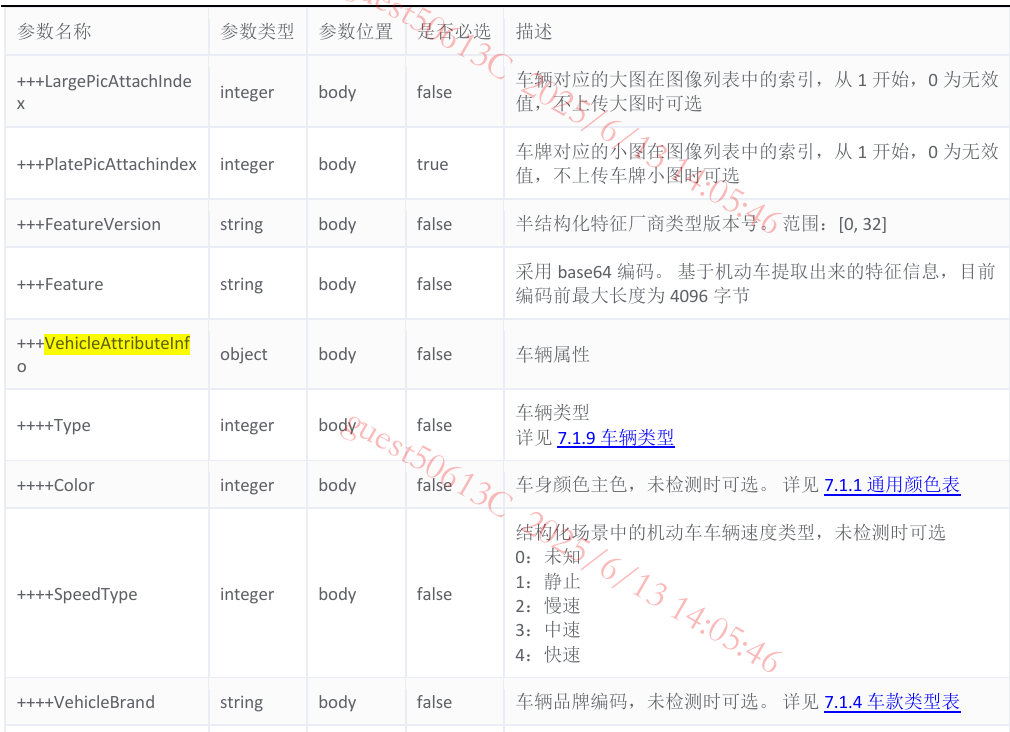 参数名称 参数类型 参数位置 是否必选 描述
+++LargePicAttachInde
x
integer body false
车辆对应的大图在图像列表中的索引，从 1 开始，0 为无效
值，不上传大图时可选
+++PlatePicAttachindex integer body true
车牌对应的小图在图像列表中的索引，从 1 开始，0 为无效
值，不上传车牌小图时可选
+++FeatureVersion string body false 半结构化特征厂商类型版本号。 范围：[0, 32]
+++Feature string body false
采用 base64 编码。 基于机动车提取出来的特征信息，目前
编码前最大长度为 4096 字节
+++VehicleAttributeInf
o
object body false 车辆属性
++++Type integer body false
车辆类型
详见 7.1.9 车辆类型
++++Color integer body false 车身颜色主色，未检测时可选。 详见 7.1.1 通用颜色表
++++SpeedType integer body false
结构化场景中的机动车车辆速度类型，未检测时可选
0：未知
1：静止
2：慢速
3：中速
4：快速
++++VehicleBrand string body false 车辆品牌编码，未检测时可选。 详见 7.1.4 车款类型表
guest50613C 2025/6/13 14:05:46
guest50613C 2025/6/13 14:05:46